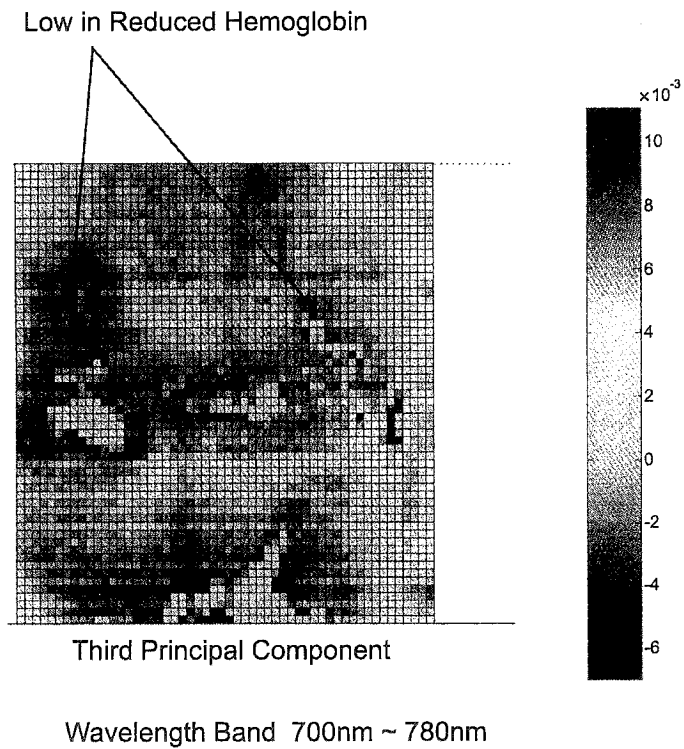 Low in Reduced Hemoglobin
×10-3
10
8
6
4
2
0
-2
-4
-6
a
Third Principal Component
Wavelength Band 700nm ~ 780nm